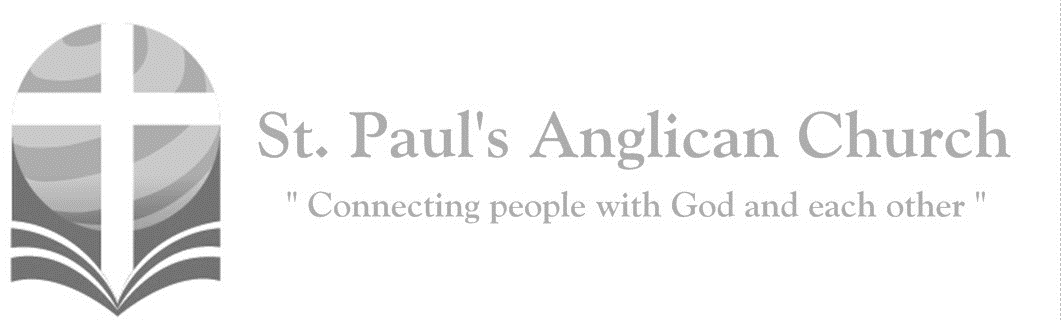 St. Paul's Anglican Church
" Connecting people with God and each other "